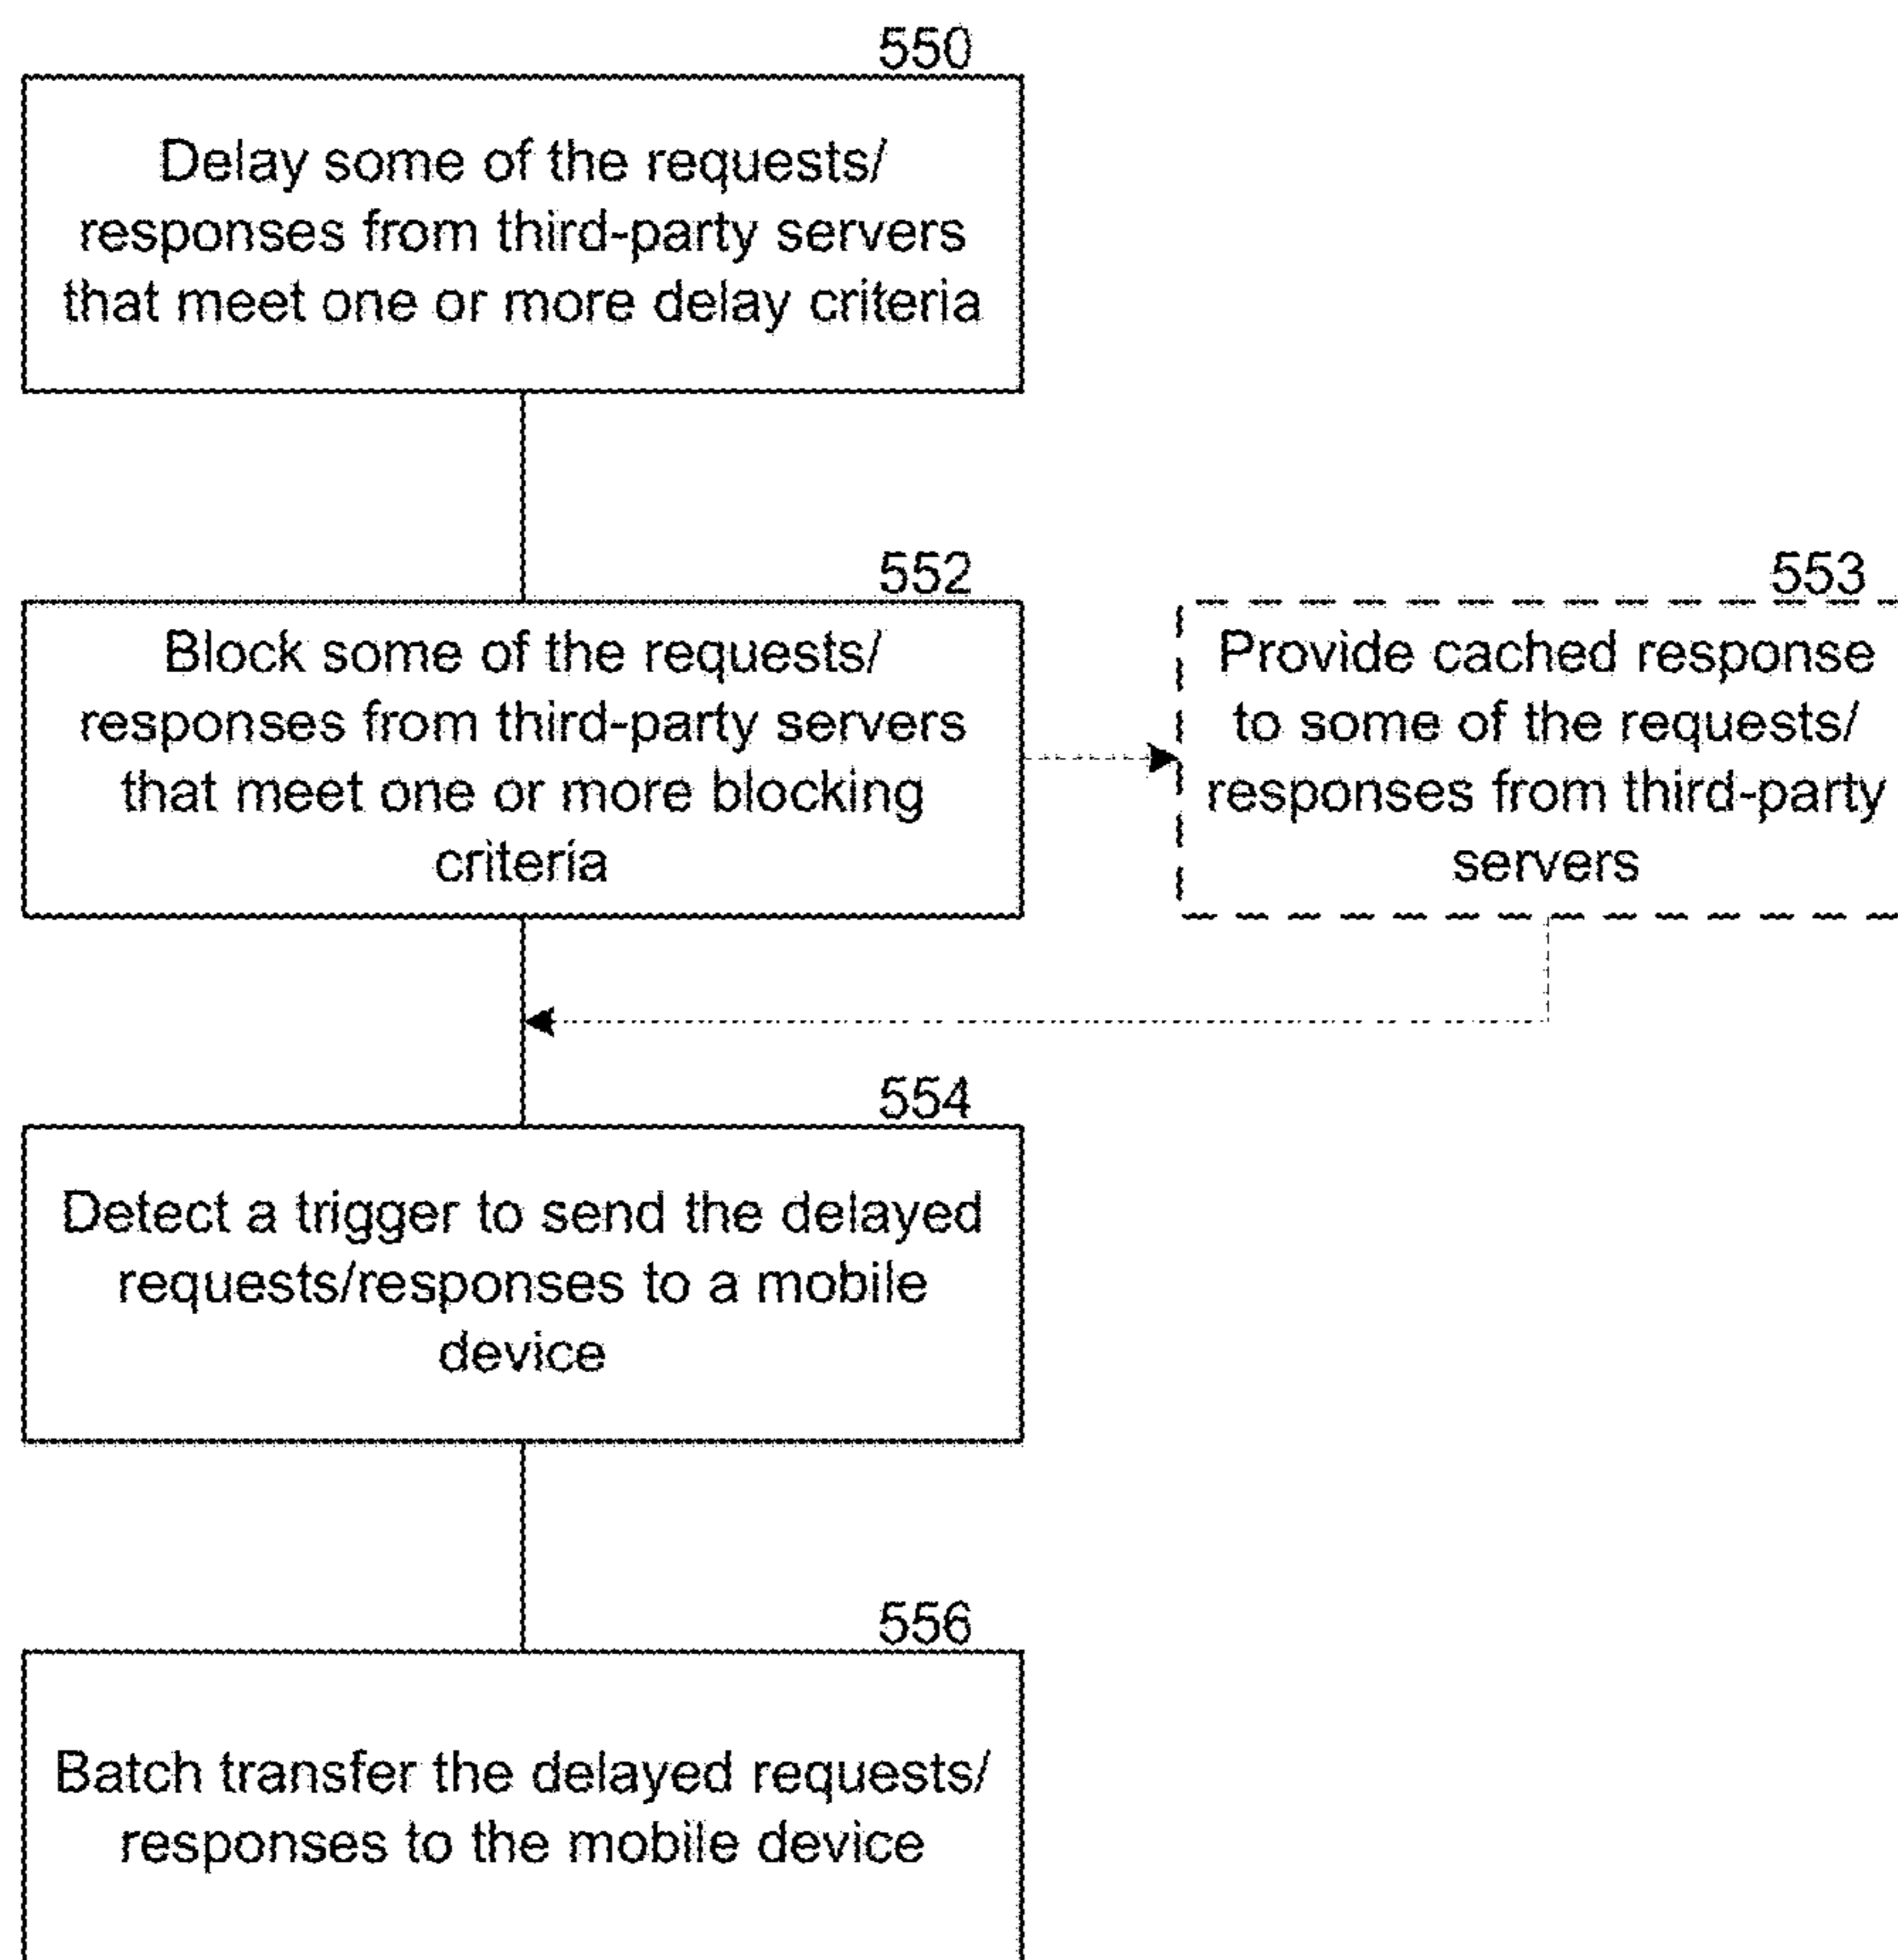 550
Delay some of the requests/
responses from third-party servers
that meet one or more delay criteria
552
Block some of the requests/
responses from third-party servers
that meet one or more blocking
criteria
553
Provide cached response
to some of the requests/
responses from third-party
servers
554
Detect a trigger to send the delayed
requests/responses to a mobile
device
556
Batch transfer the delayed requests/
responses to the mobile device